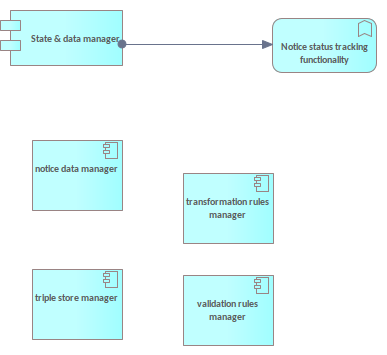 State & data manager
Notice status tracking
functionality
notice data manager
transformation rules
manager
triple store manager
validation rules
manager